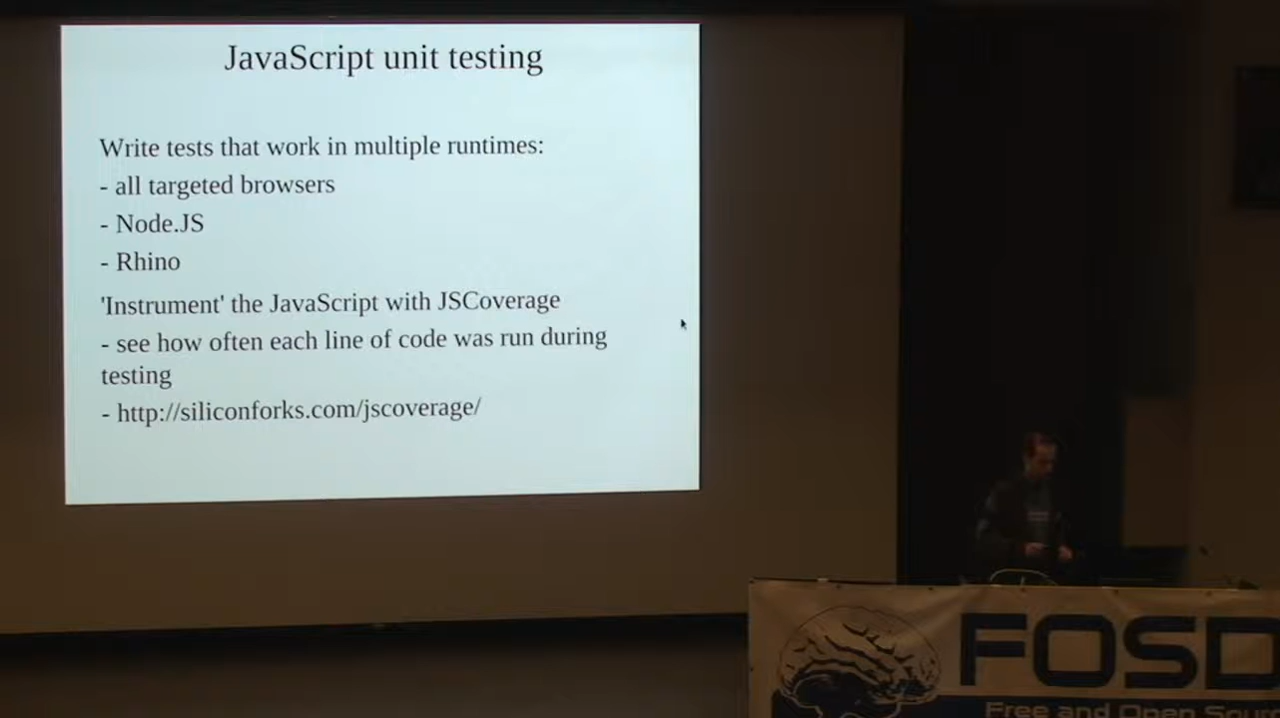 JavaScript unit testing
Write tests that work in multiple runtimes:
- all targeted browsers
- Node.JS
- Rhino
'Instrument' the JavaScript with JSCoverage
- see how often each line of code was run during
testing
- http://siliconforks.com/jscoverage/
FOSD
Free and Open Sour